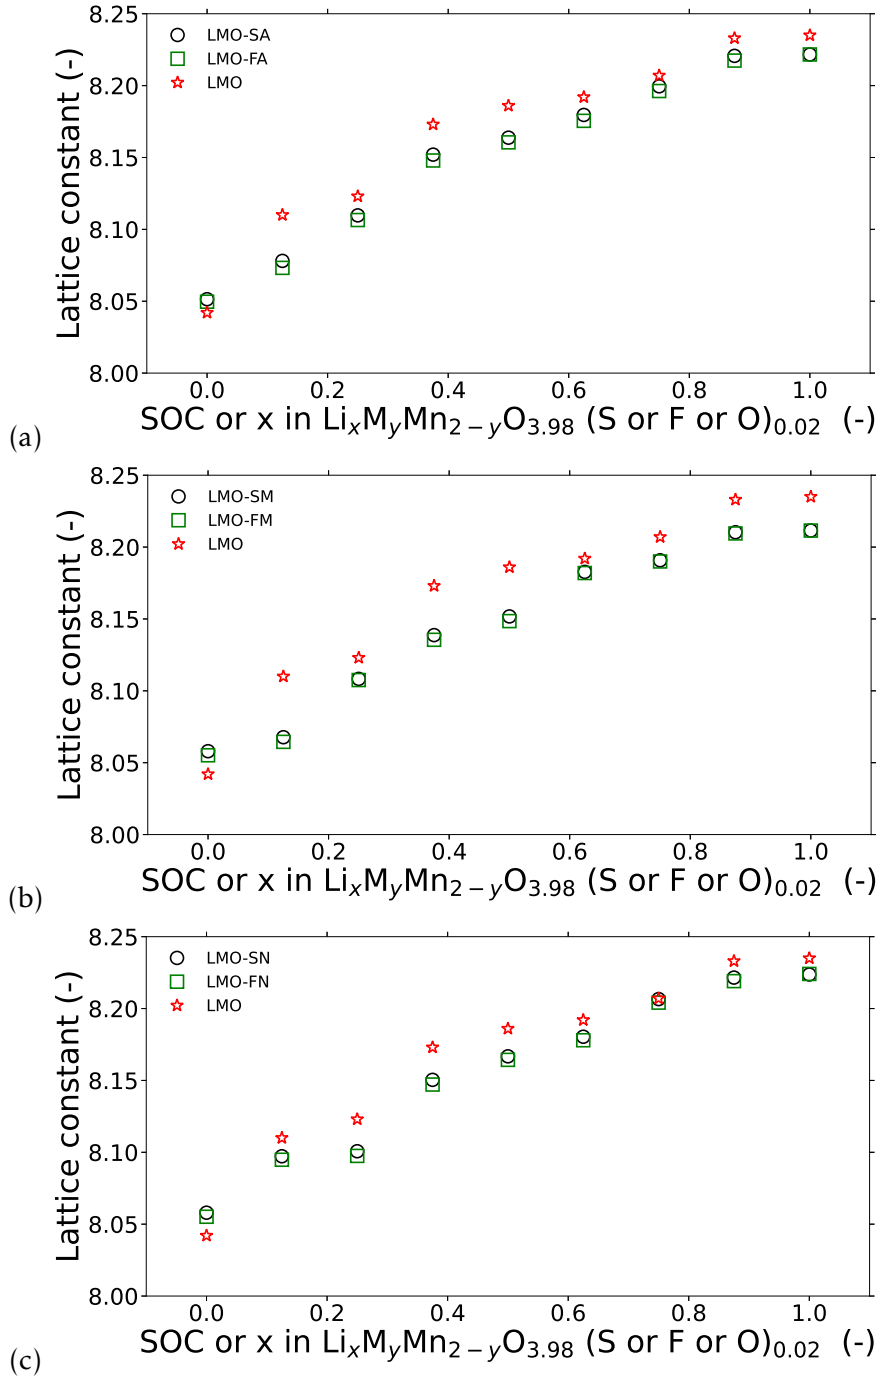 8.25
LMO-SA
LMO-FA
LMO
8.20
8.15
8.10
8.05
8.00
Lattice constant (-)
0.0 0.2 0.4 0.6 0.8 1.0
(a) SOC or x in LiₓMᵧMn₂₋ᵧO₃.₉₈ (S or F or O)₀.₀₂ (-)
8.25
LMO-SM
LMO-FM
LMO
8.20
8.15
8.10
8.05
8.00
Lattice constant (-)
0.0 0.2 0.4 0.6 0.8 1.0
(b) SOC or x in LiₓMᵧMn₂₋ᵧO₃.₉₈ (S or F or O)₀.₀₂ (-)
8.25
LMO-SN
LMO-FN
LMO
8.20
8.15
8.10
8.05
8.00
Lattice constant (-)
0.0 0.2 0.4 0.6 0.8 1.0
(c) SOC or x in LiₓMᵧMn₂₋ᵧO₃.₉₈ (S or F or O)₀.₀₂ (-)